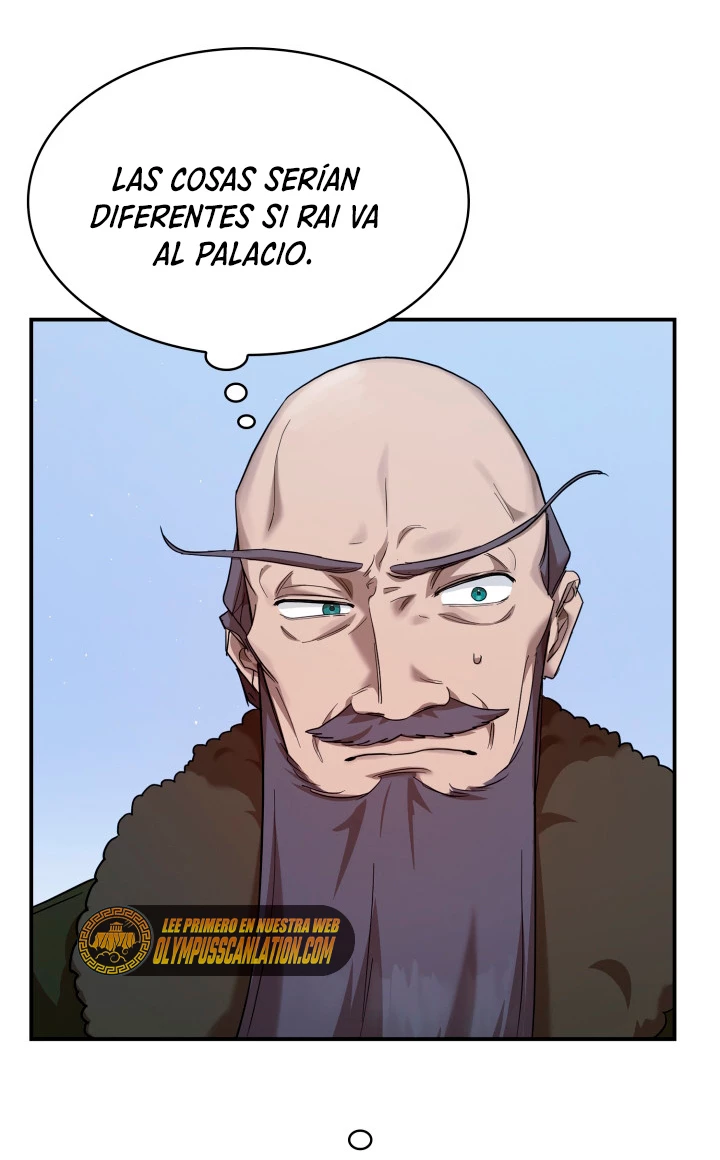 LAS COSAS SERÍAN
DIFERENTES SI RAI VA
AL PALACIO.
LEE PRIMERO EN NUESTRA WEB
OLYMPUSSCANLATION.COM